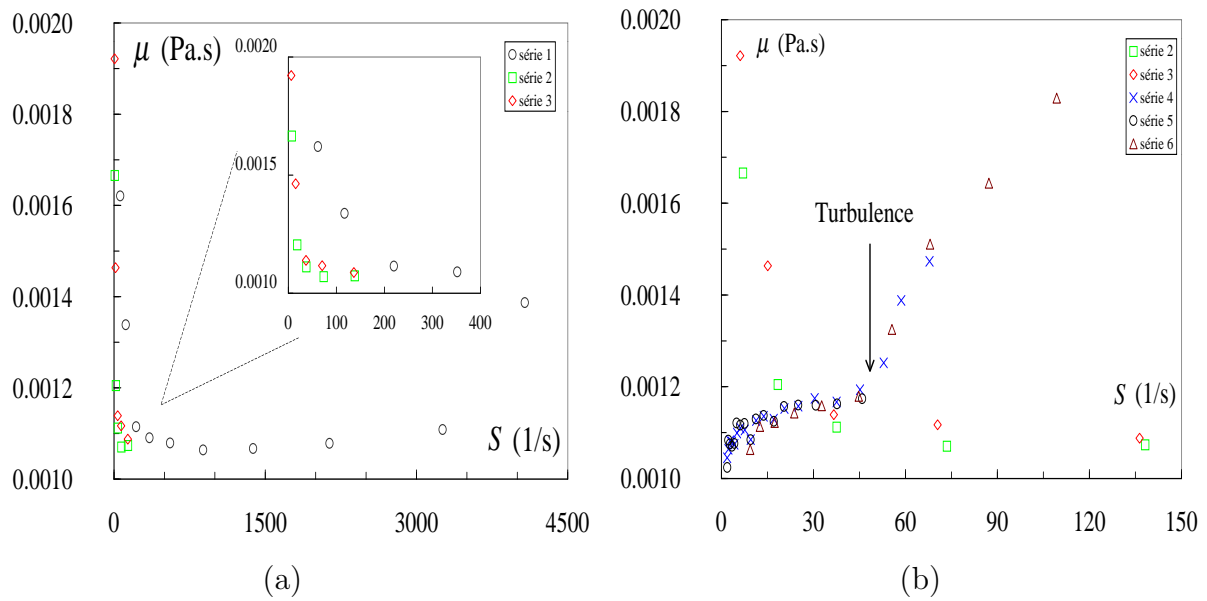 0.0020
0.0018
0.0016
0.0014
0.0012
0.0010
μ (Pa.s)
série 1
série 2
série 3
0.0020
0.0015
0.0010
0 100 200 300 400
S (1/s)
0 1500 3000 4500
(a)
0.0020
0.0018
0.0016
0.0014
0.0012
0.0010
μ (Pa.s)
série 2
série 3
série 4
série 5
série 6
Turbulence
S (1/s)
0 30 60 90 120 150
(b)